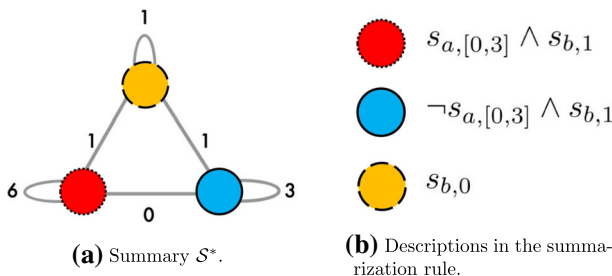 1
1
1
6
3
0
(a) Summary 𝒮*.
s_{a,[0,3]} ∧ s_{b,1}
¬s_{a,[0,3]} ∧ s_{b,1}
s_{b,0}
(b) Descriptions in the summa-
rization rule.